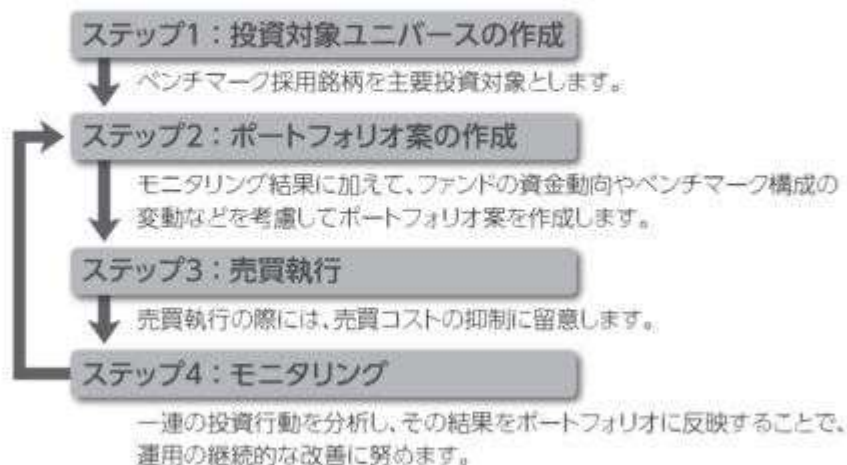 ステップ1：投資対象ユニバースの作成
ベンチマーク採用銘柄を主要投資対象とします。
ステップ2：ポートフォリオ案の作成
モニタリング結果に加えて、ファンドの資金動向やベンチマーク構成の
変動などを考慮してポートフォリオ案を作成します。
ステップ3：売買執行
売買執行の際には、売買コストの抑制に留意します。
ステップ4：モニタリング
一連の投資行動を分析し、その結果をポートフォリオに反映することで、
運用の継続的な改善に努めます。